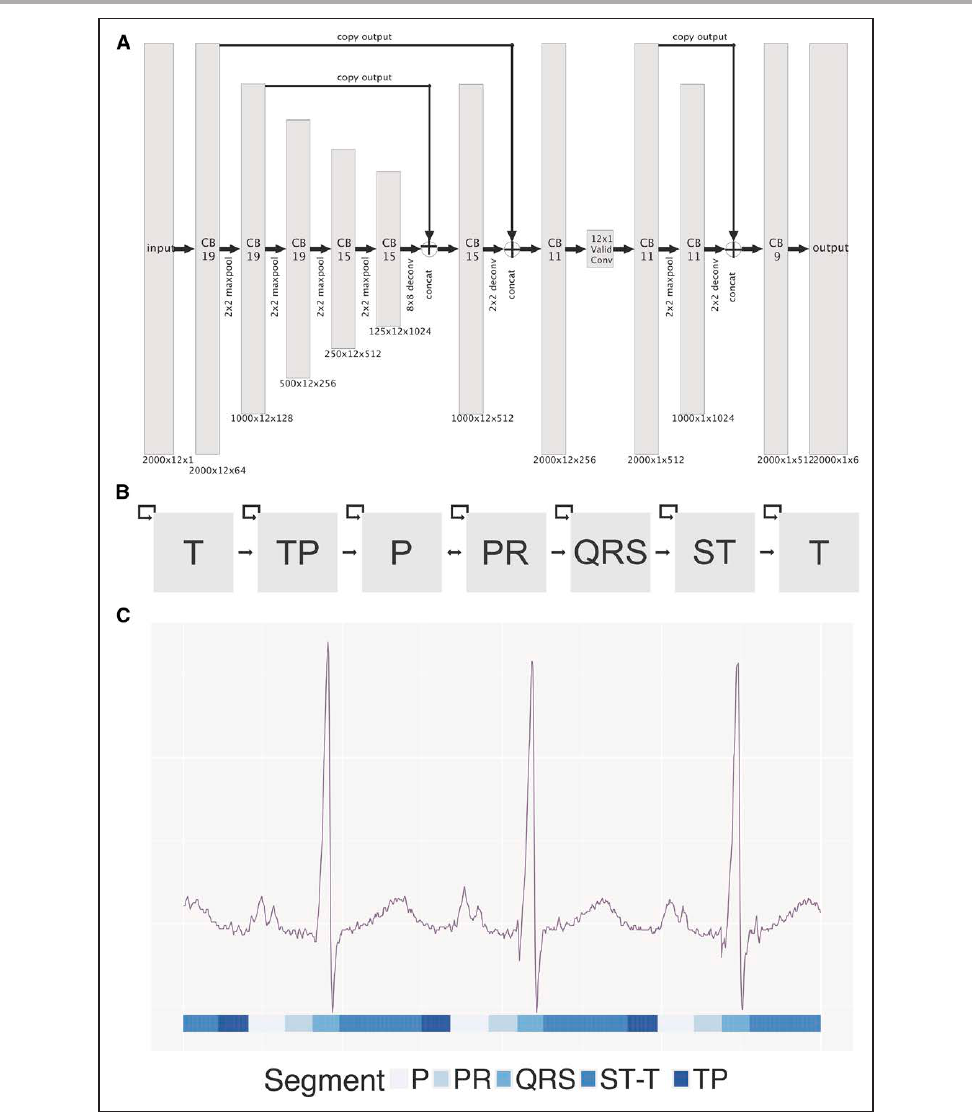 A
copy output
copy output
copy output
input
CB
19
CB
19
CB
19
CB
15
CB
15
CB
15
CB
11
12x1
Valid
Conv
CB
11
CB
11
CB
9
output
2x2 maxpool
2x2 maxpool
2x2 maxpool
2x2 maxpool
8x8 deconv
concat
2x2 deconv
concat
2x2 maxpool
2x2 deconv
concat
125x12x1024
250x12x512
500x12x256
1000x12x128
1000x12x512
1000x1x1024
2000x12x1
2000x12x64
2000x12x256
2000x1x512
2000x1x512
2000x1x6
B
T
TP
P
PR
QRS
ST
T
C
Segment P PR QRS ST-T TP